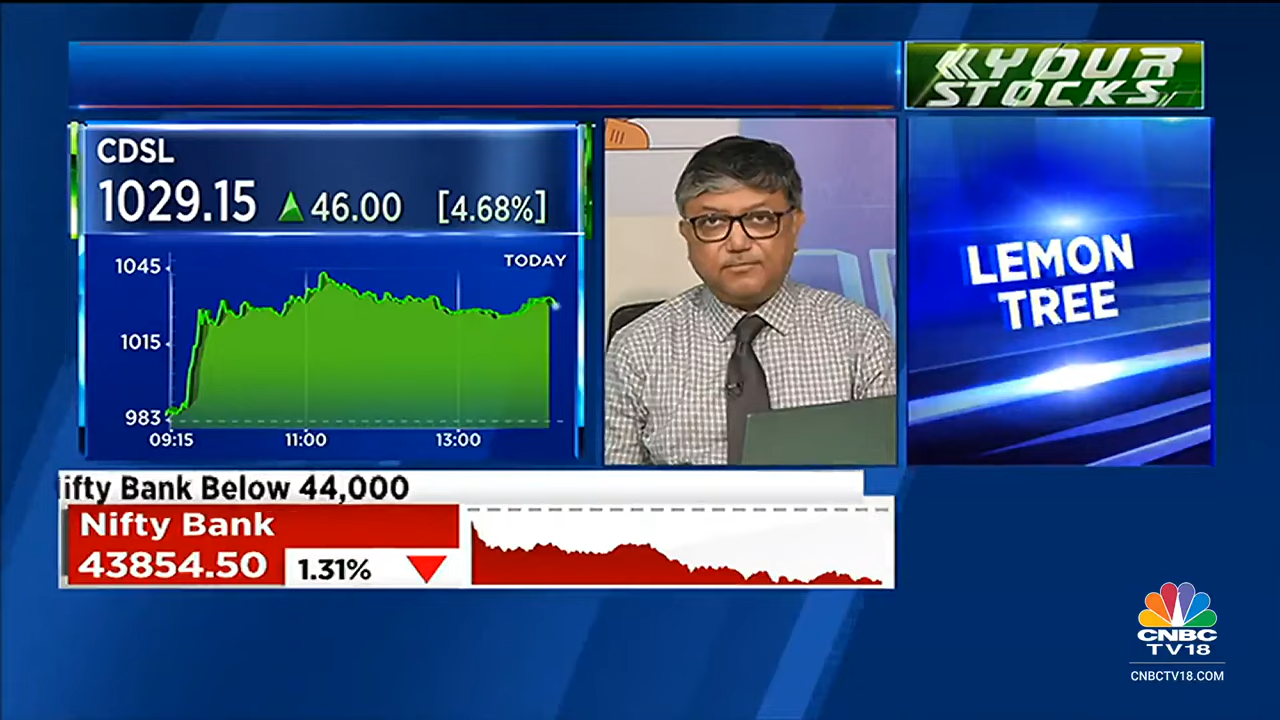 YOUR
STOCKS
CDSL
1029.15 ▲ 46.00 [4.68%]
TODAY
1045
1015
983
09:15 11:00 13:00
LEMON
TREE
ifty Bank Below 44,000
Nifty Bank
43854.50 1.31% ▼
CNBC
TV18
CNBCTV18.COM